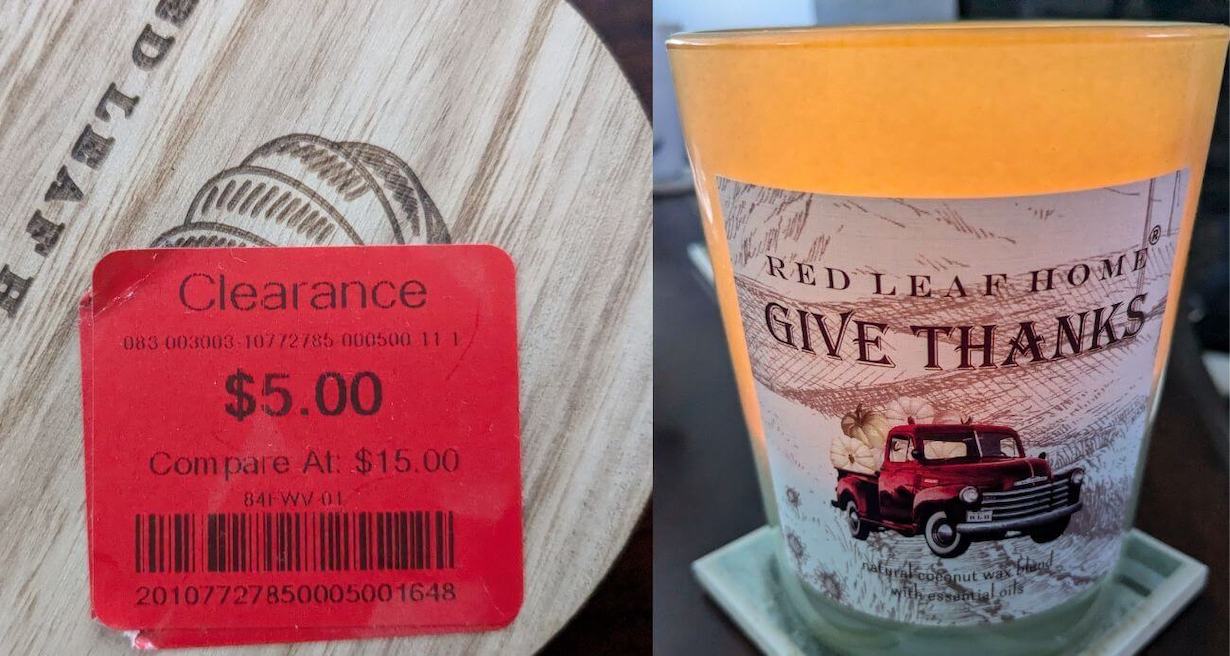 RED LEAF H
Clearance
083 003003 10772785 000500 11 1
$5.00
Compare At: $15.00
84FWV-01
20107727850005001648
RED LEAF HOME®
GIVE THANKS
RLH
natural coconut wax blend
with essential oils